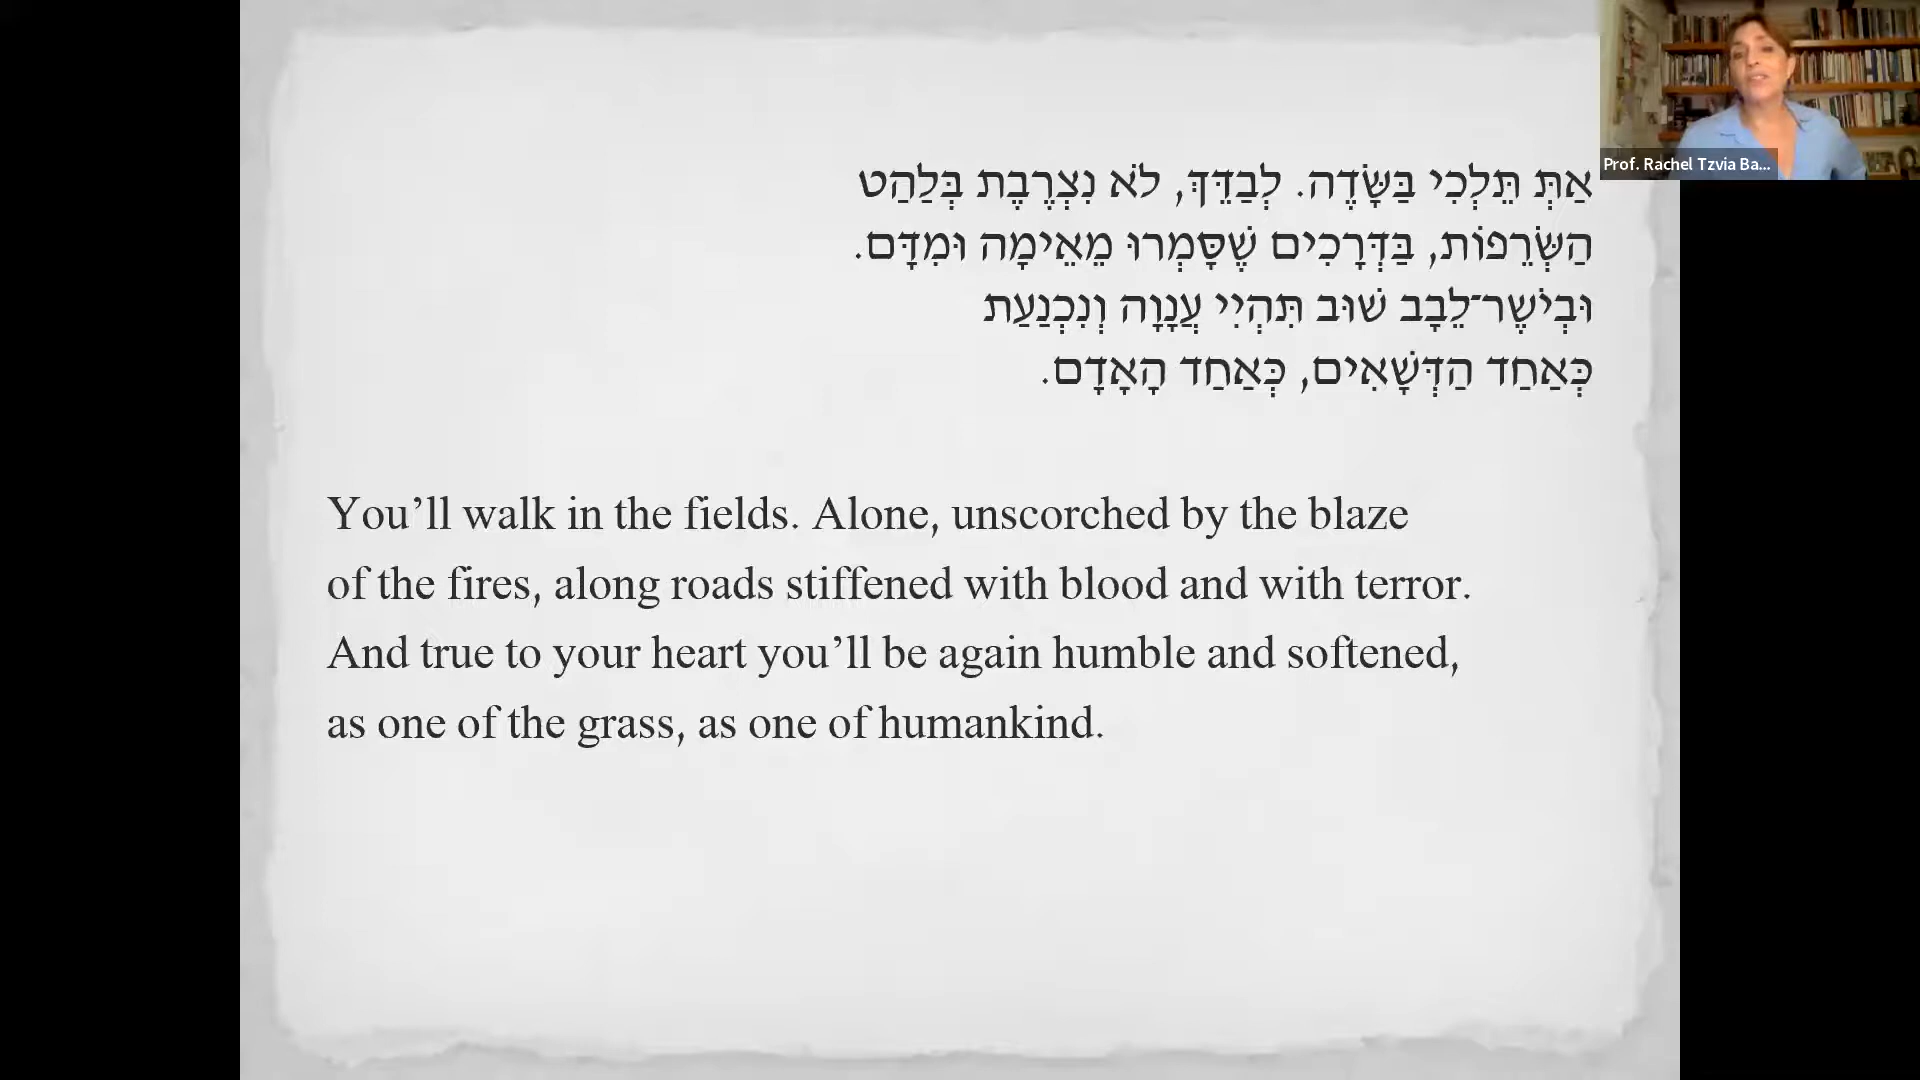 Prof. Rachel Tzvia Ba...
אַתְּ תֵּלְכִי בַּשָּׂדֶה. לְבַדֵּךְ, לֹא נִצְרֶבֶת בְּלַהַט
הַשְּׂרֵפוֹת, בַּדְּרָכִים שֶׁסָּמְרוּ מֵאֵימָה וּמִדָּם.
וּבְיֹשֶׁר־לֵבָב שׁוּב תִּהְיִי עֲנָוָה וְנִכְנַעַת
כְּאַחַד הַדְּשָׁאִים, כְּאַחַד הָאָדָם.
You’ll walk in the fields. Alone, unscorched by the blaze
of the fires, along roads stiffened with blood and with terror.
And true to your heart you’ll be again humble and softened,
as one of the grass, as one of humankind.